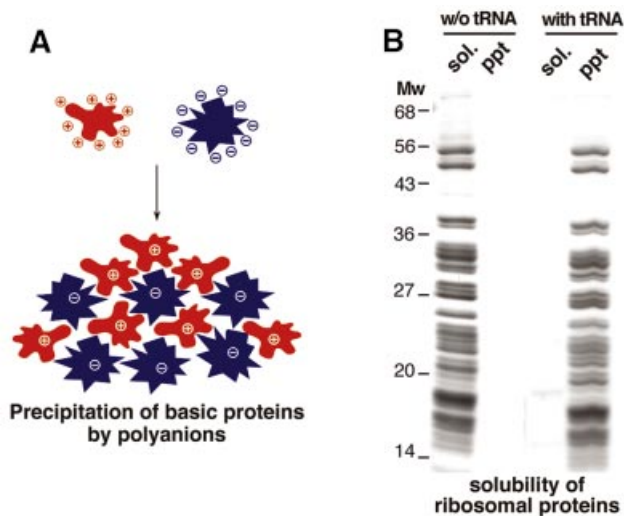 A
Precipitation of basic proteins
by polyanions
B
w/o tRNA with tRNA
sol. ppt sol. ppt
Mw
68
56
43
36
27
20
14
solubility of
ribosomal proteins